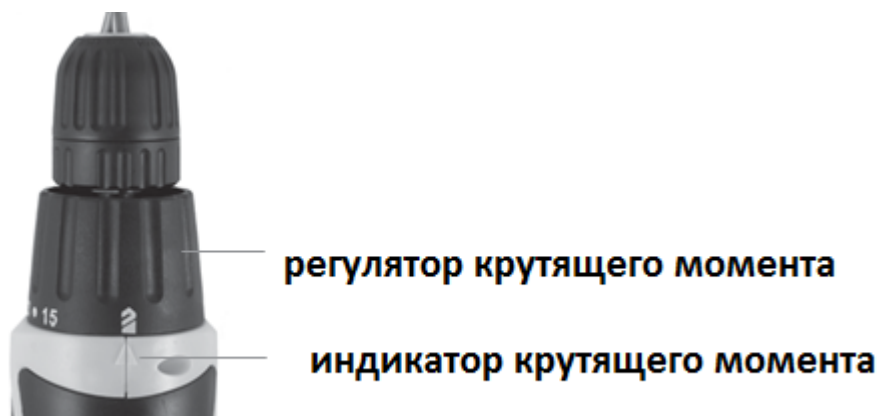 регулятор крутящего момента
• 15
индикатор крутящего момента